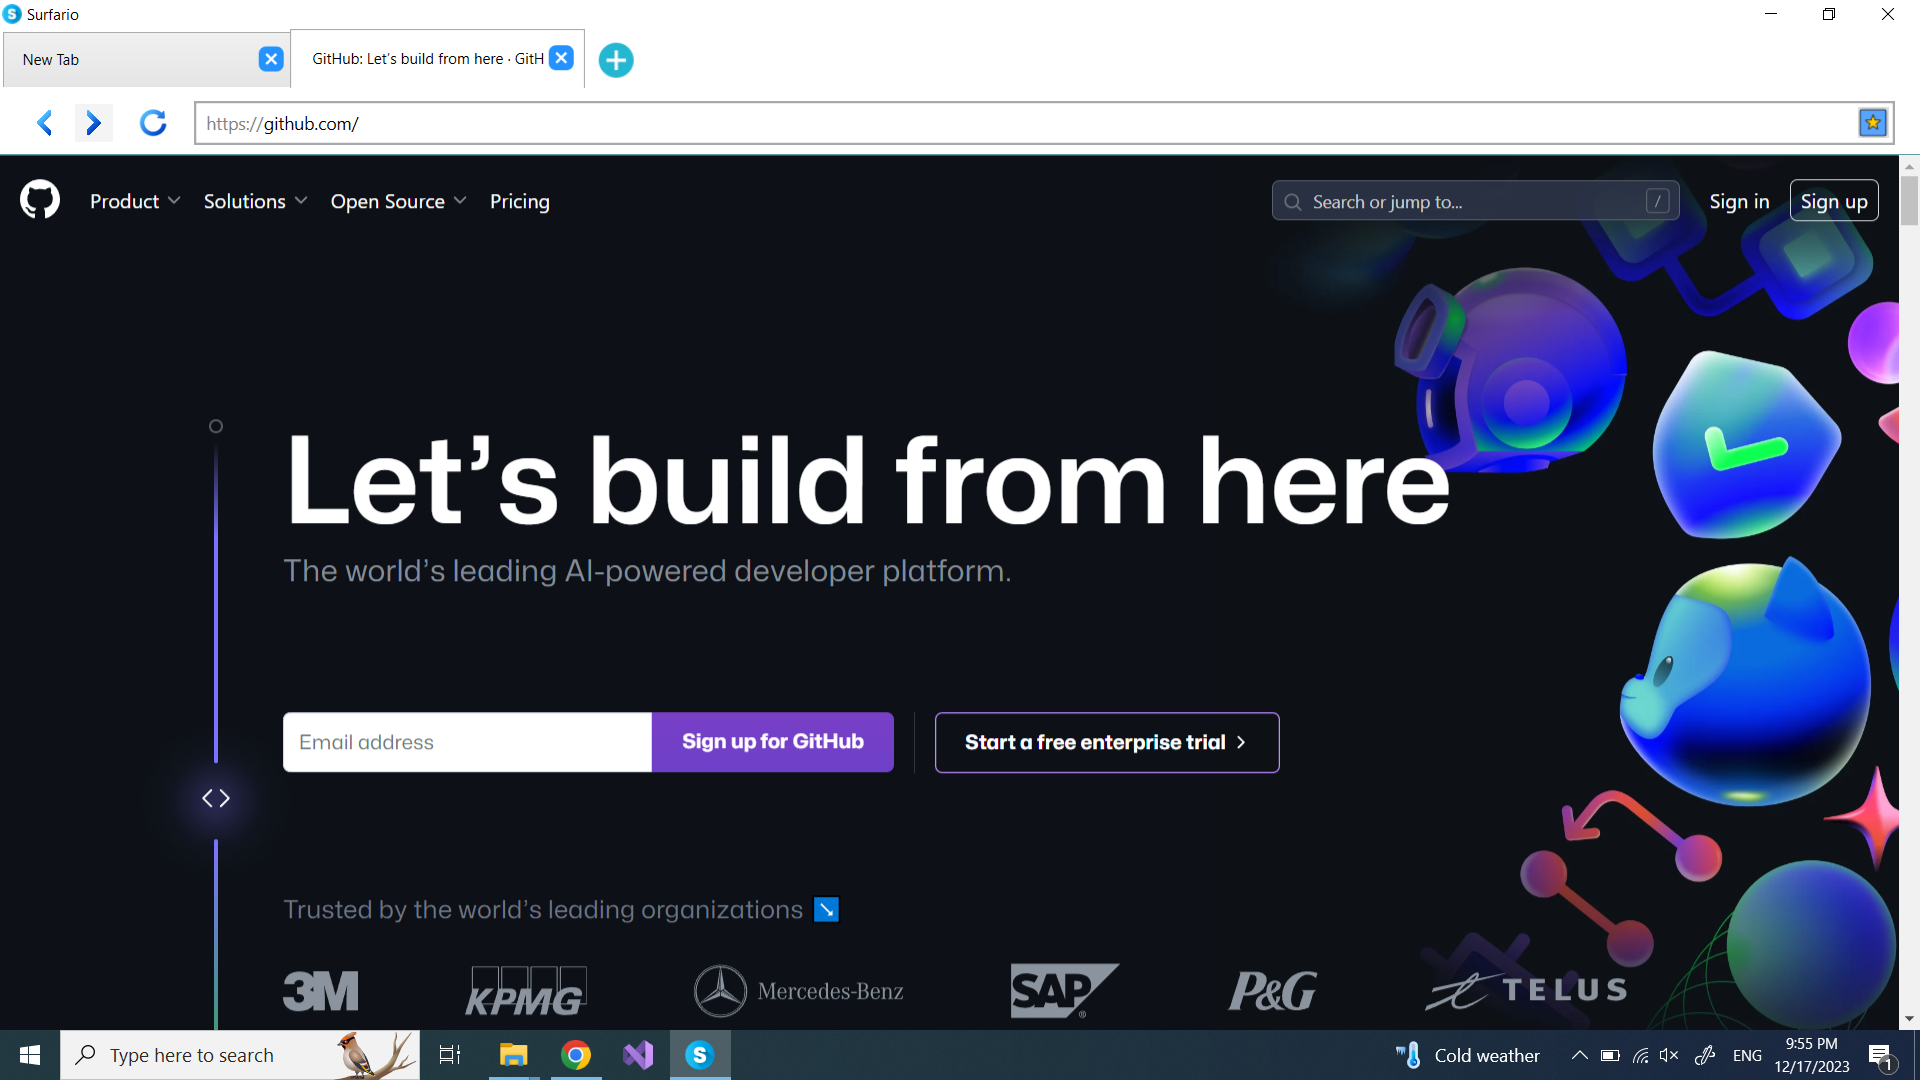 Surfario
New Tab
GitHub: Let's build from here · GitH
https://github.com/
Product
Solutions
Open Source
Pricing
Search or jump to...
/
Sign in
Sign up
Let's build from here
The world's leading AI-powered developer platform.
Email address
Sign up for GitHub
Start a free enterprise trial
Trusted by the world's leading organizations
3M
KPMG
Mercedes-Benz
SAP
®
P&G
TELUS
Type here to search
S
Cold weather
ENG
9:55 PM
12/17/2023
1